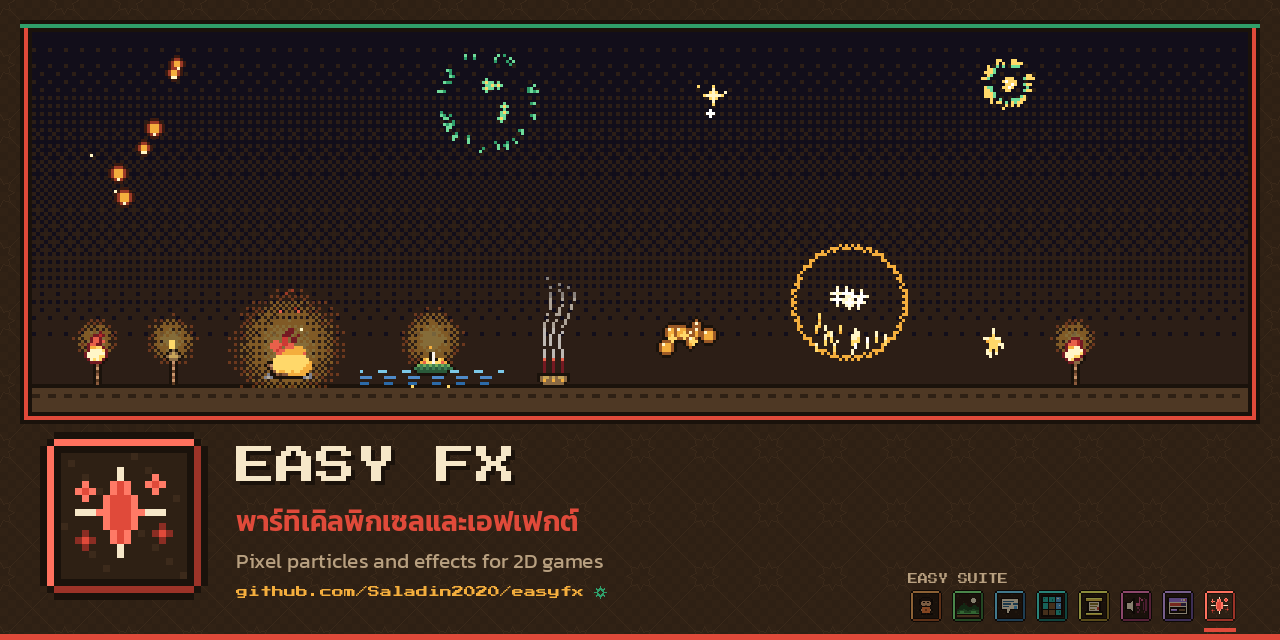 EASY FX
พาร์ทิเคิลพิกเซลและเอฟเฟกต์
Pixel particles and effects for 2D games
github.com/Saladin2020/easyfx
EASY SUITE